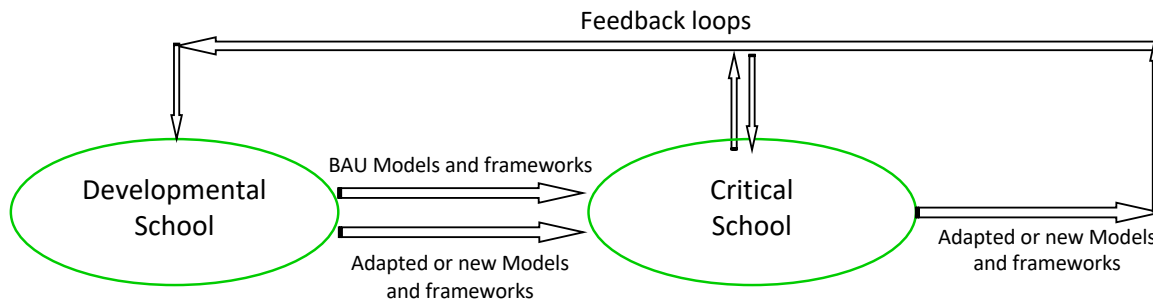 Feedback loops
Developmental
School
BAU Models and frameworks
Adapted or new Models
and frameworks
Critical
School
Adapted or new Models
and frameworks